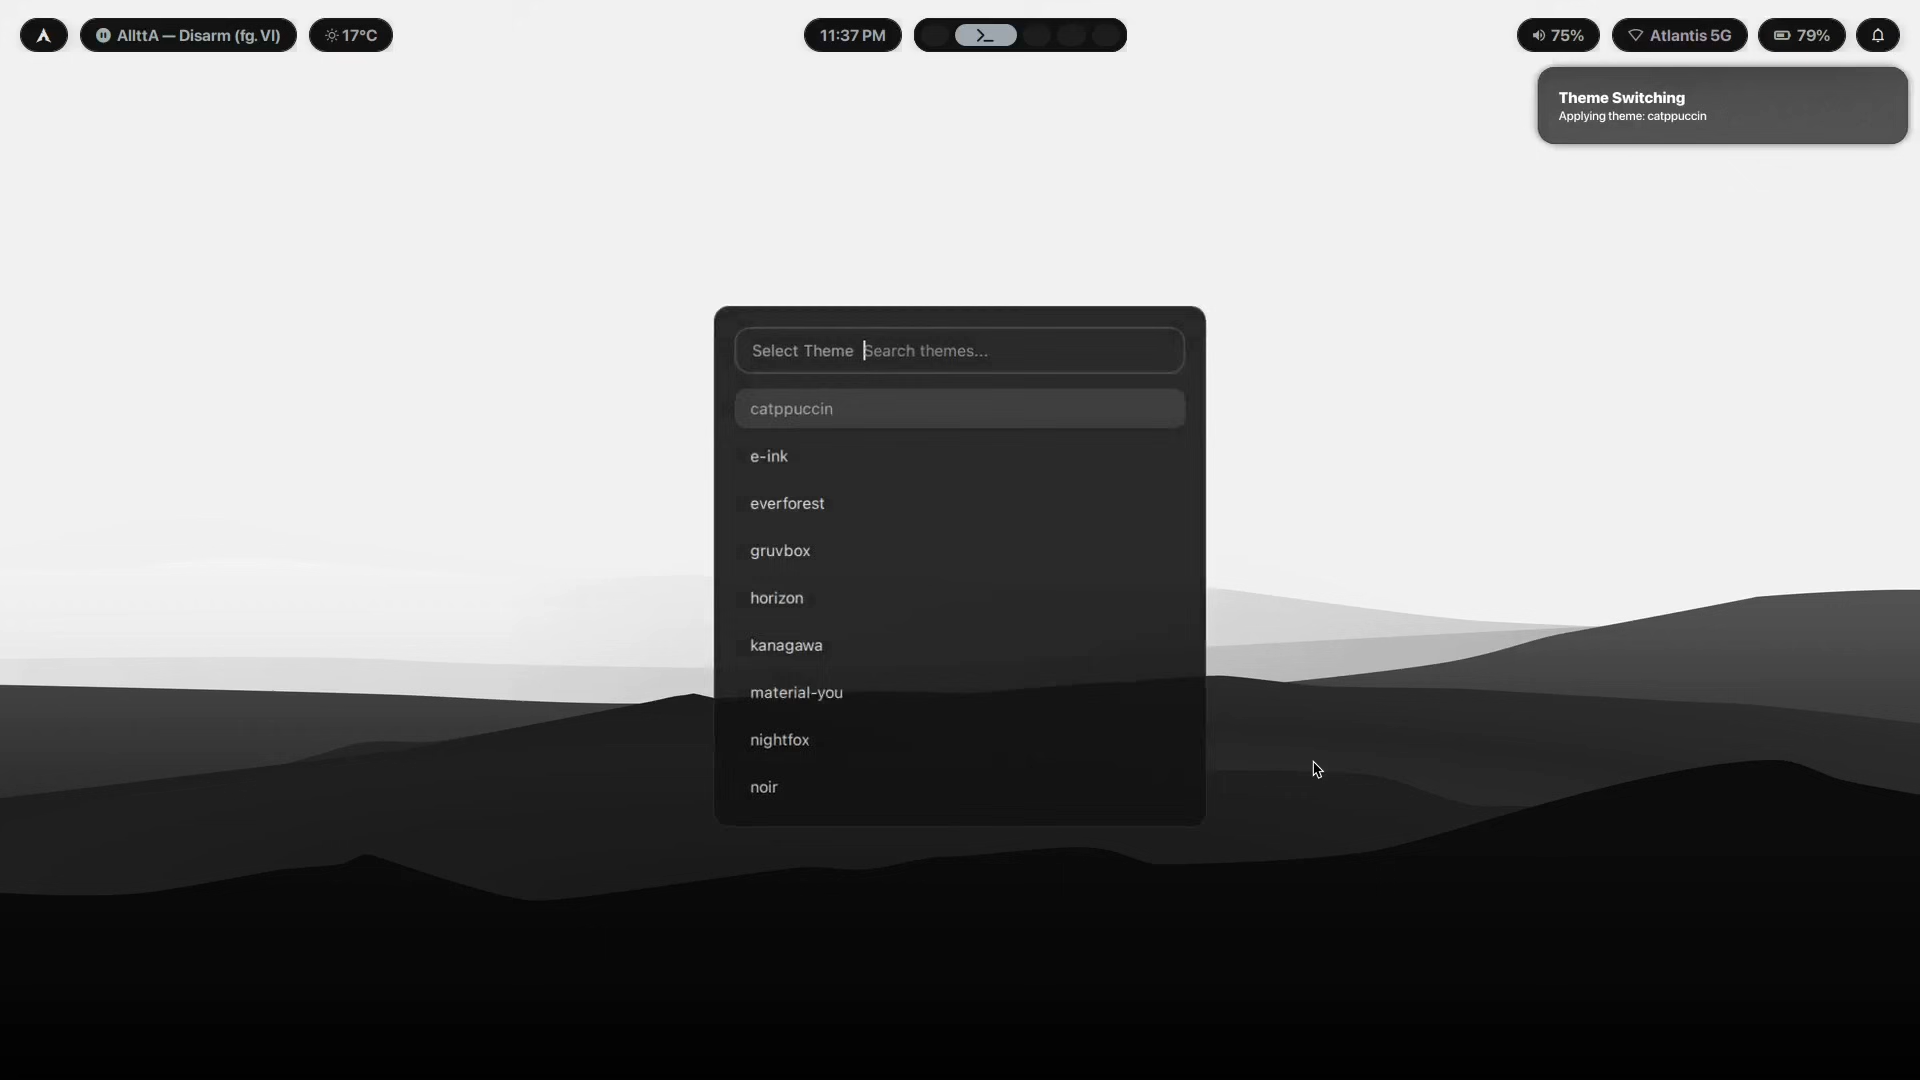 AllttA — Disarm (fg. VI)
17°C
11:37 PM
75%
Atlantis 5G
79%
Theme Switching
Applying theme: catppuccin
Select Theme Search themes...
catppuccin
e-ink
everforest
gruvbox
horizon
kanagawa
material-you
nightfox
noir